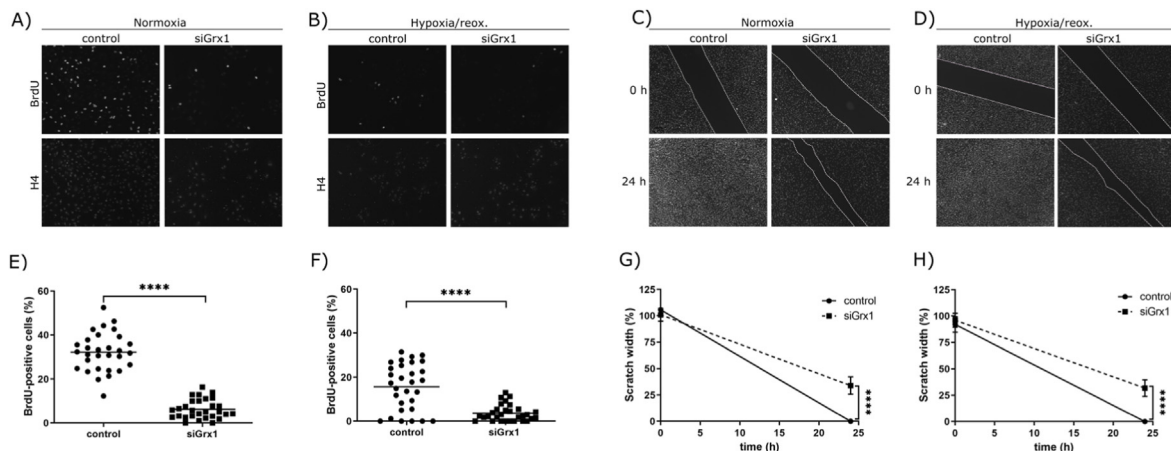 A)
Normoxia
control siGrx1
BrdU
H4
B)
Hypoxia/reox.
control siGrx1
BrdU
H4
C)
Normoxia
control siGrx1
0 h
24 h
D)
Hypoxia/reox.
control siGrx1
0 h
24 h
E)
BrdU-positive cells (%)
60
40
20
0
****
control siGrx1
F)
BrdU-positive cells (%)
60
40
20
0
****
control siGrx1
G)
Scratch width (%)
125
100
75
50
25
0
control
siGrx1
****
0 5 10 15 20 25
time (h)
H)
Scratch width (%)
125
100
75
50
25
0
control
siGrx1
****
0 5 10 15 20 25
time (h)